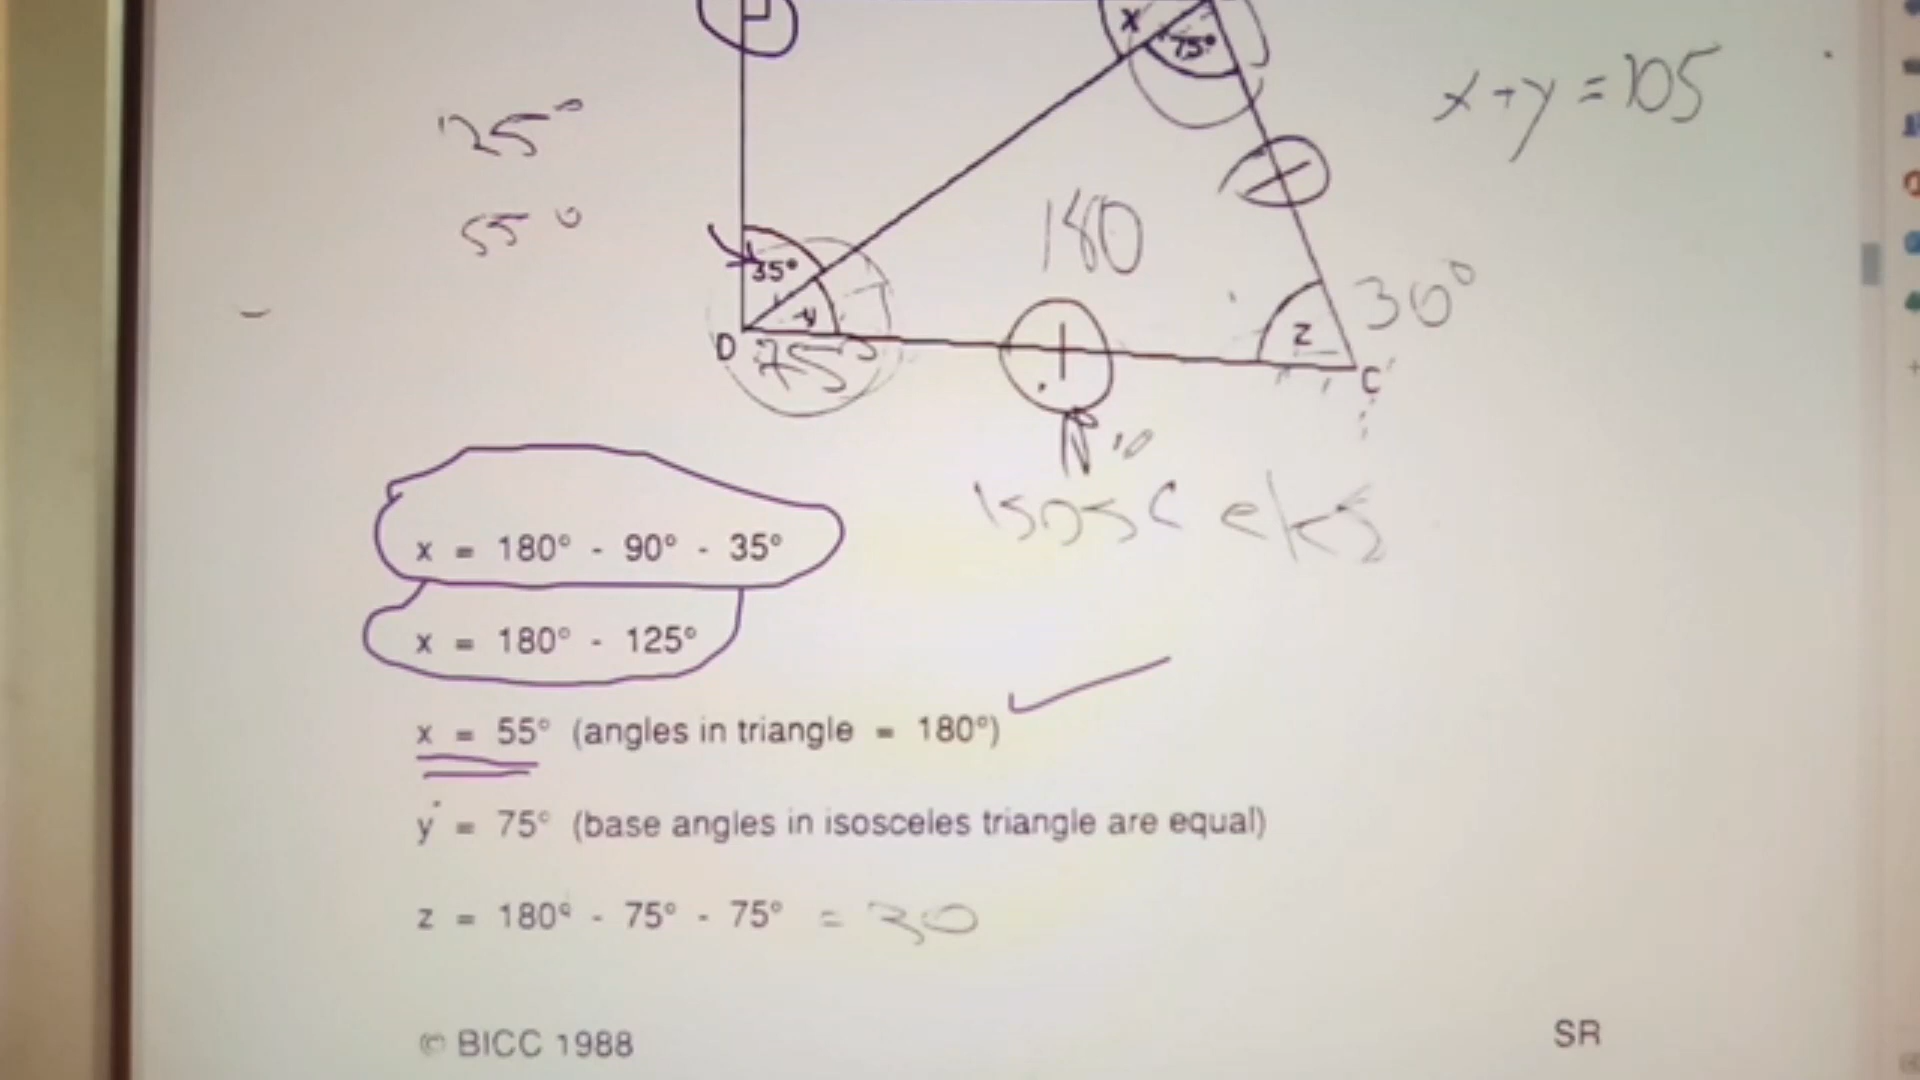 x
75°
x+y=105
125°
180
55°
35°
y
30°
z
D
75°
C
isosceles
x = 180° - 90° - 35°
x = 180° - 125°
x = 55° (angles in triangle = 180°)
y = 75° (base angles in isosceles triangle are equal)
z = 180° - 75° - 75° = 30
© BICC 1988
SR